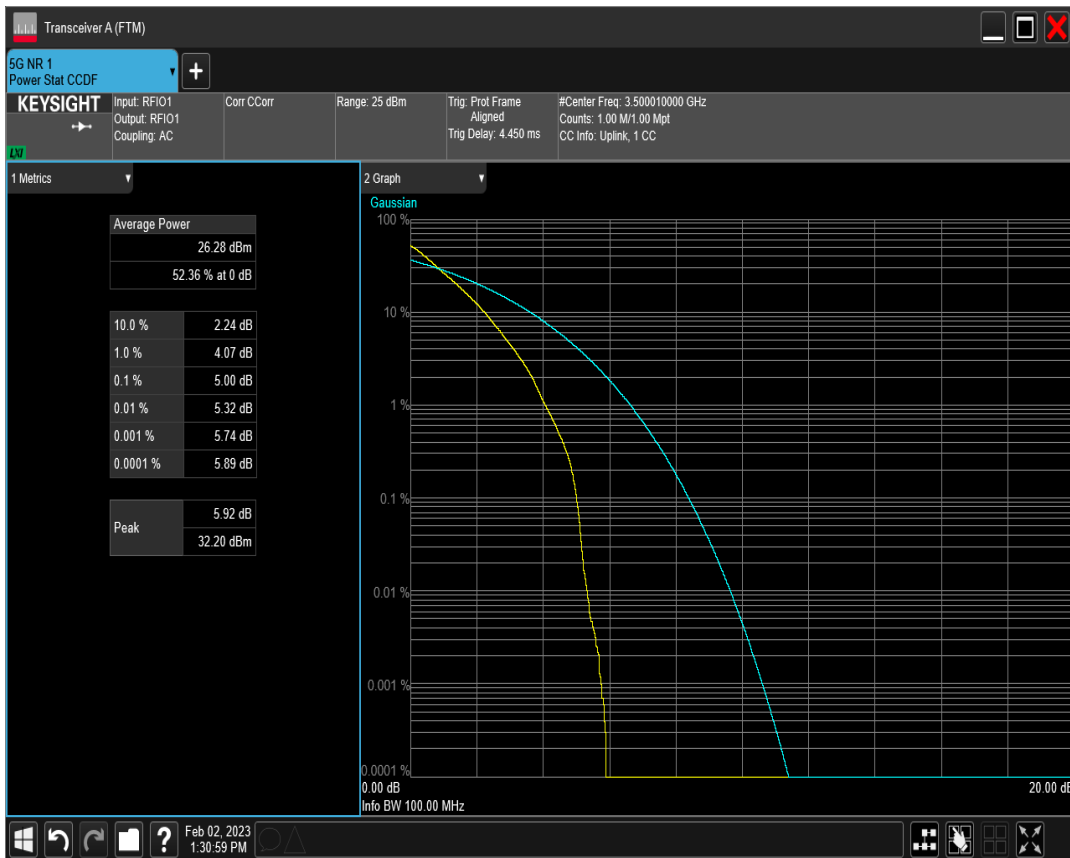 Transceiver A (FTM)
5G NR 1
Power Stat CCDF
+
KEYSIGHT
LXI
Input: RFIO1
Output: RFIO1
Coupling: AC
Corr CCorr
Range: 25 dBm
Trig: Prot Frame
Aligned
Trig Delay: 4.450 ms
#Center Freq: 3.500010000 GHz
Counts: 1.00 M/1.00 Mpt
CC Info: Uplink, 1 CC
1 Metrics
Average Power
26.28 dBm
52.36 % at 0 dB
10.0 % 2.24 dB
1.0 % 4.07 dB
0.1 % 5.00 dB
0.01 % 5.32 dB
0.001 % 5.74 dB
0.0001 % 5.89 dB
Peak 5.92 dB
32.20 dBm
2 Graph
Gaussian
100 %
10 %
1 %
0.1 %
0.01 %
0.001 %
0.0001 %
0.00 dB 20.00 dB
Info BW 100.00 MHz
?
Feb 02, 2023
1:30:59 PM